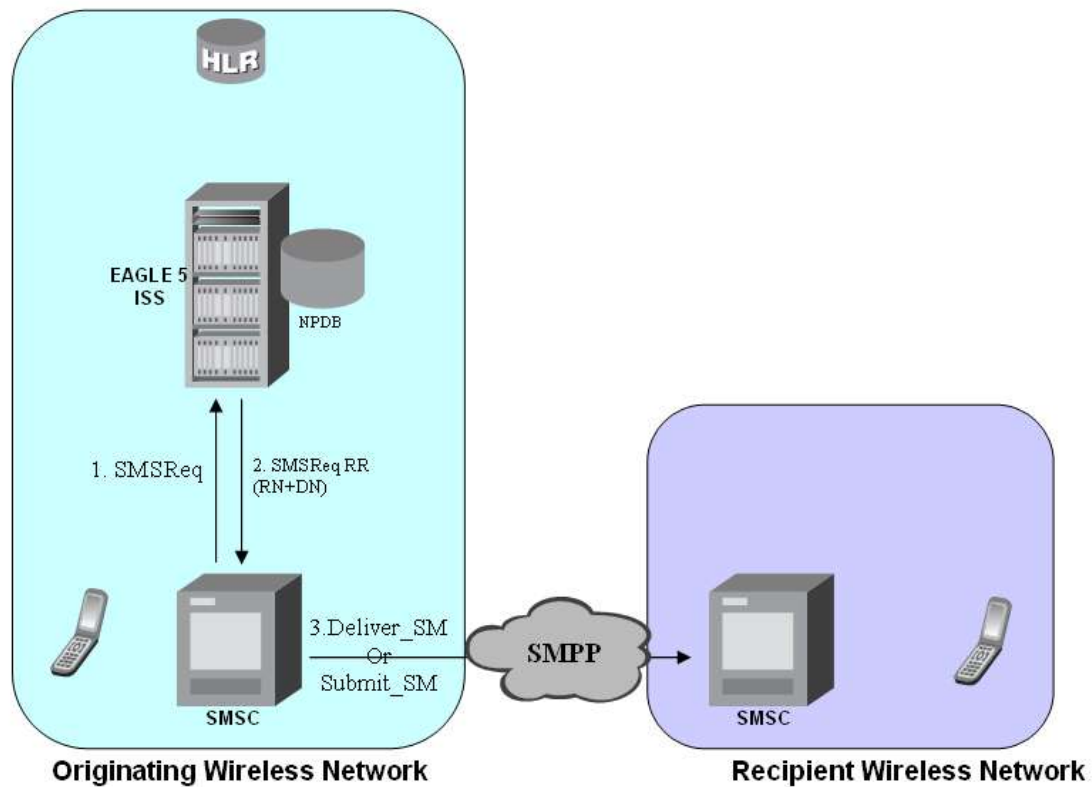 HLR
EAGLE 5
ISS
NPDB
1. SMSReq
2. SMSReq RR
(RN+DN)
3.Deliver_SM
Or
Submit_SM
SMPP
SMSC
SMSC
Originating Wireless Network
Recipient Wireless Network